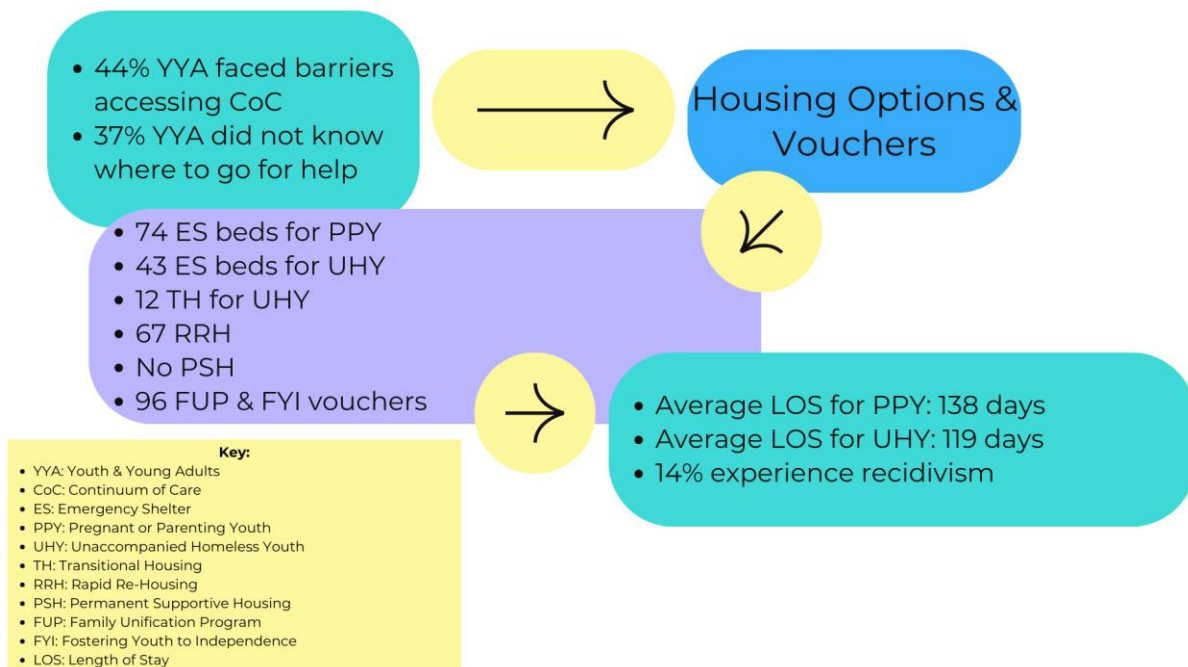 • 44% YYA faced barriers
accessing CoC
• 37% YYA did not know
where to go for help
Housing Options &
Vouchers
• 74 ES beds for PPY
• 43 ES beds for UHY
• 12 TH for UHY
• 67 RRH
• No PSH
• 96 FUP & FYI vouchers
• Average LOS for PPY: 138 days
• Average LOS for UHY: 119 days
• 14% experience recidivism
Key:
• YYA: Youth & Young Adults
• CoC: Continuum of Care
• ES: Emergency Shelter
• PPY: Pregnant or Parenting Youth
• UHY: Unaccompanied Homeless Youth
• TH: Transitional Housing
• RRH: Rapid Re-Housing
• PSH: Permanent Supportive Housing
• FUP: Family Unification Program
• FYI: Fostering Youth to Independence
• LOS: Length of Stay